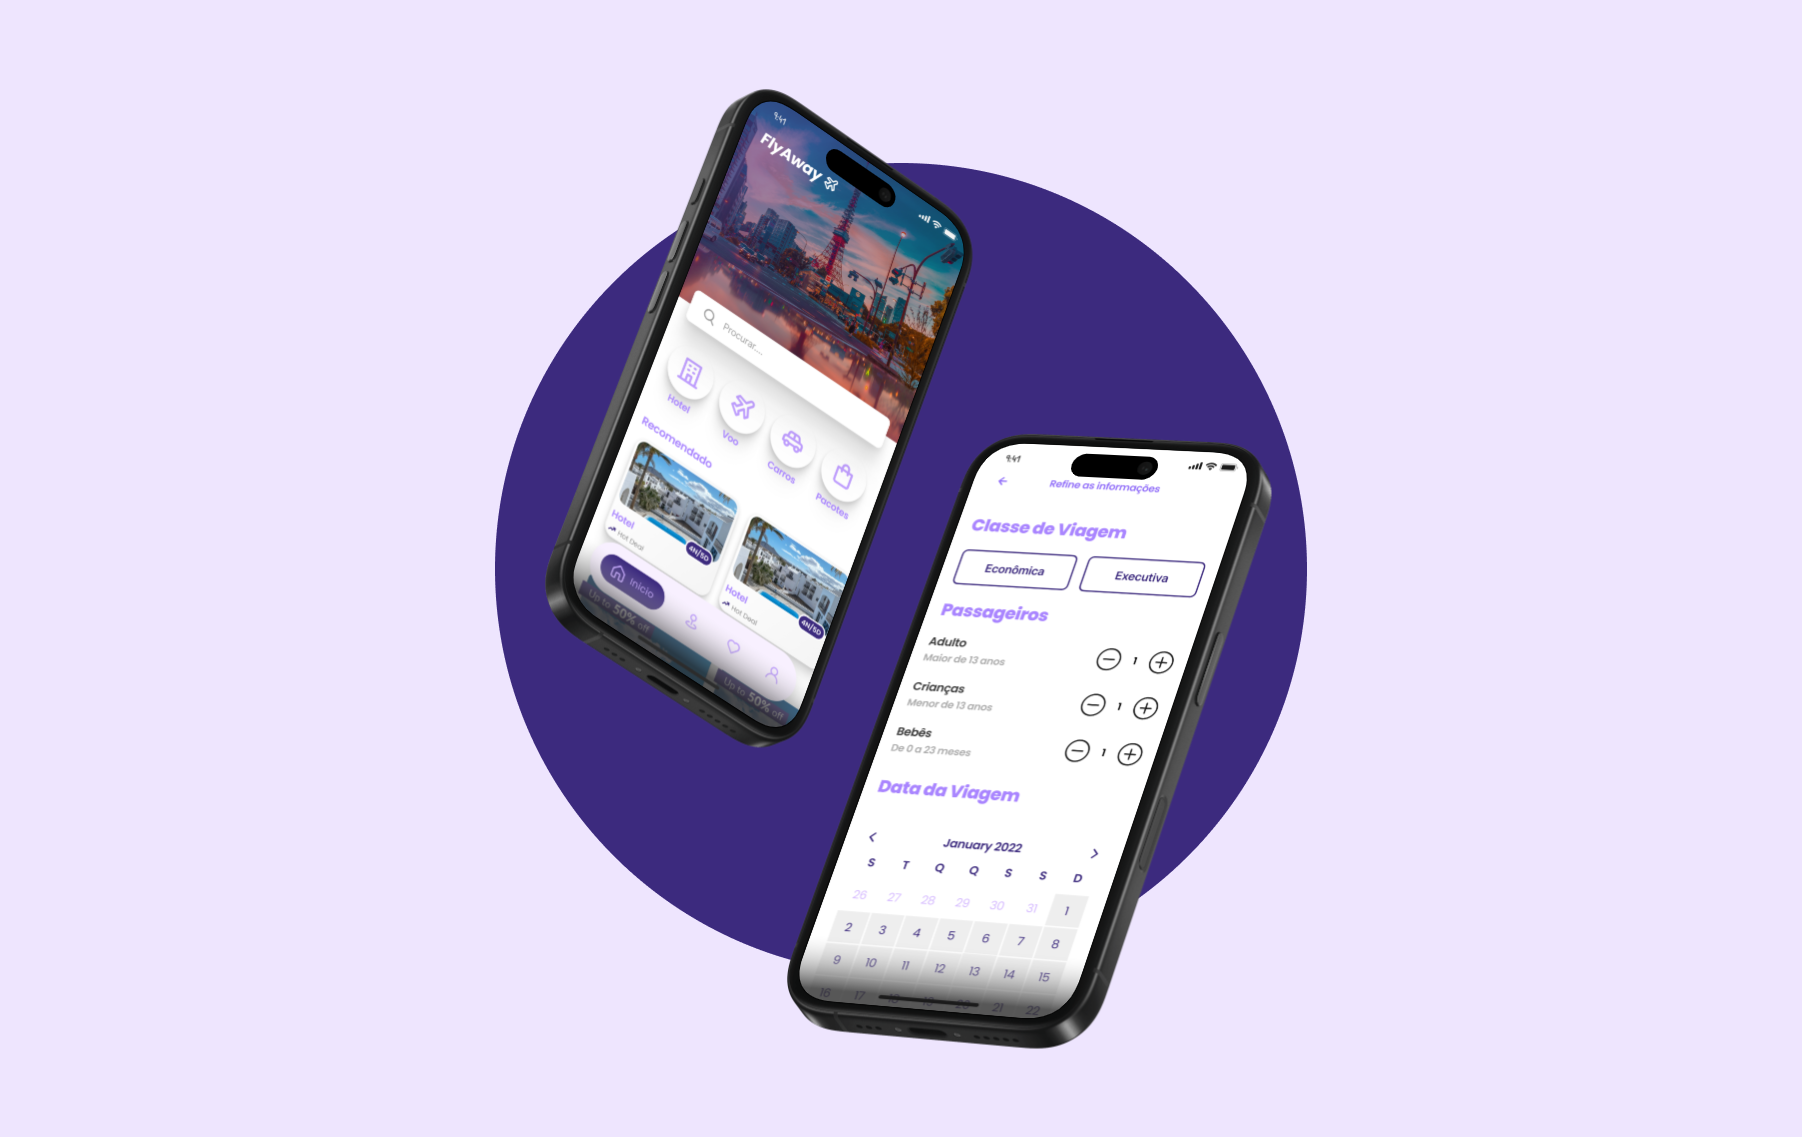 9:41
FlyAway
Procurar...
Hotel
Voo
Carros
Pacotes
Recomendado
Hotel
Hot Deal
4N/5D
Hotel
Hot Deal
4N/5D
Início
Up to 50% off
Up to 50% off
9:41
Refine as informações
Classe de Viagem
Econômica Executiva
Passageiros
Adulto
Maior de 13 anos
1
Crianças
Menor de 13 anos
1
Bebês
De 0 a 23 meses
1
Data da Viagem
January 2022
S T Q Q S S D
26 27 28 29 30 31 1
2 3 4 5 6 7 8
9 10 11 12 13 14 15
16 17 18 19 20 21 22